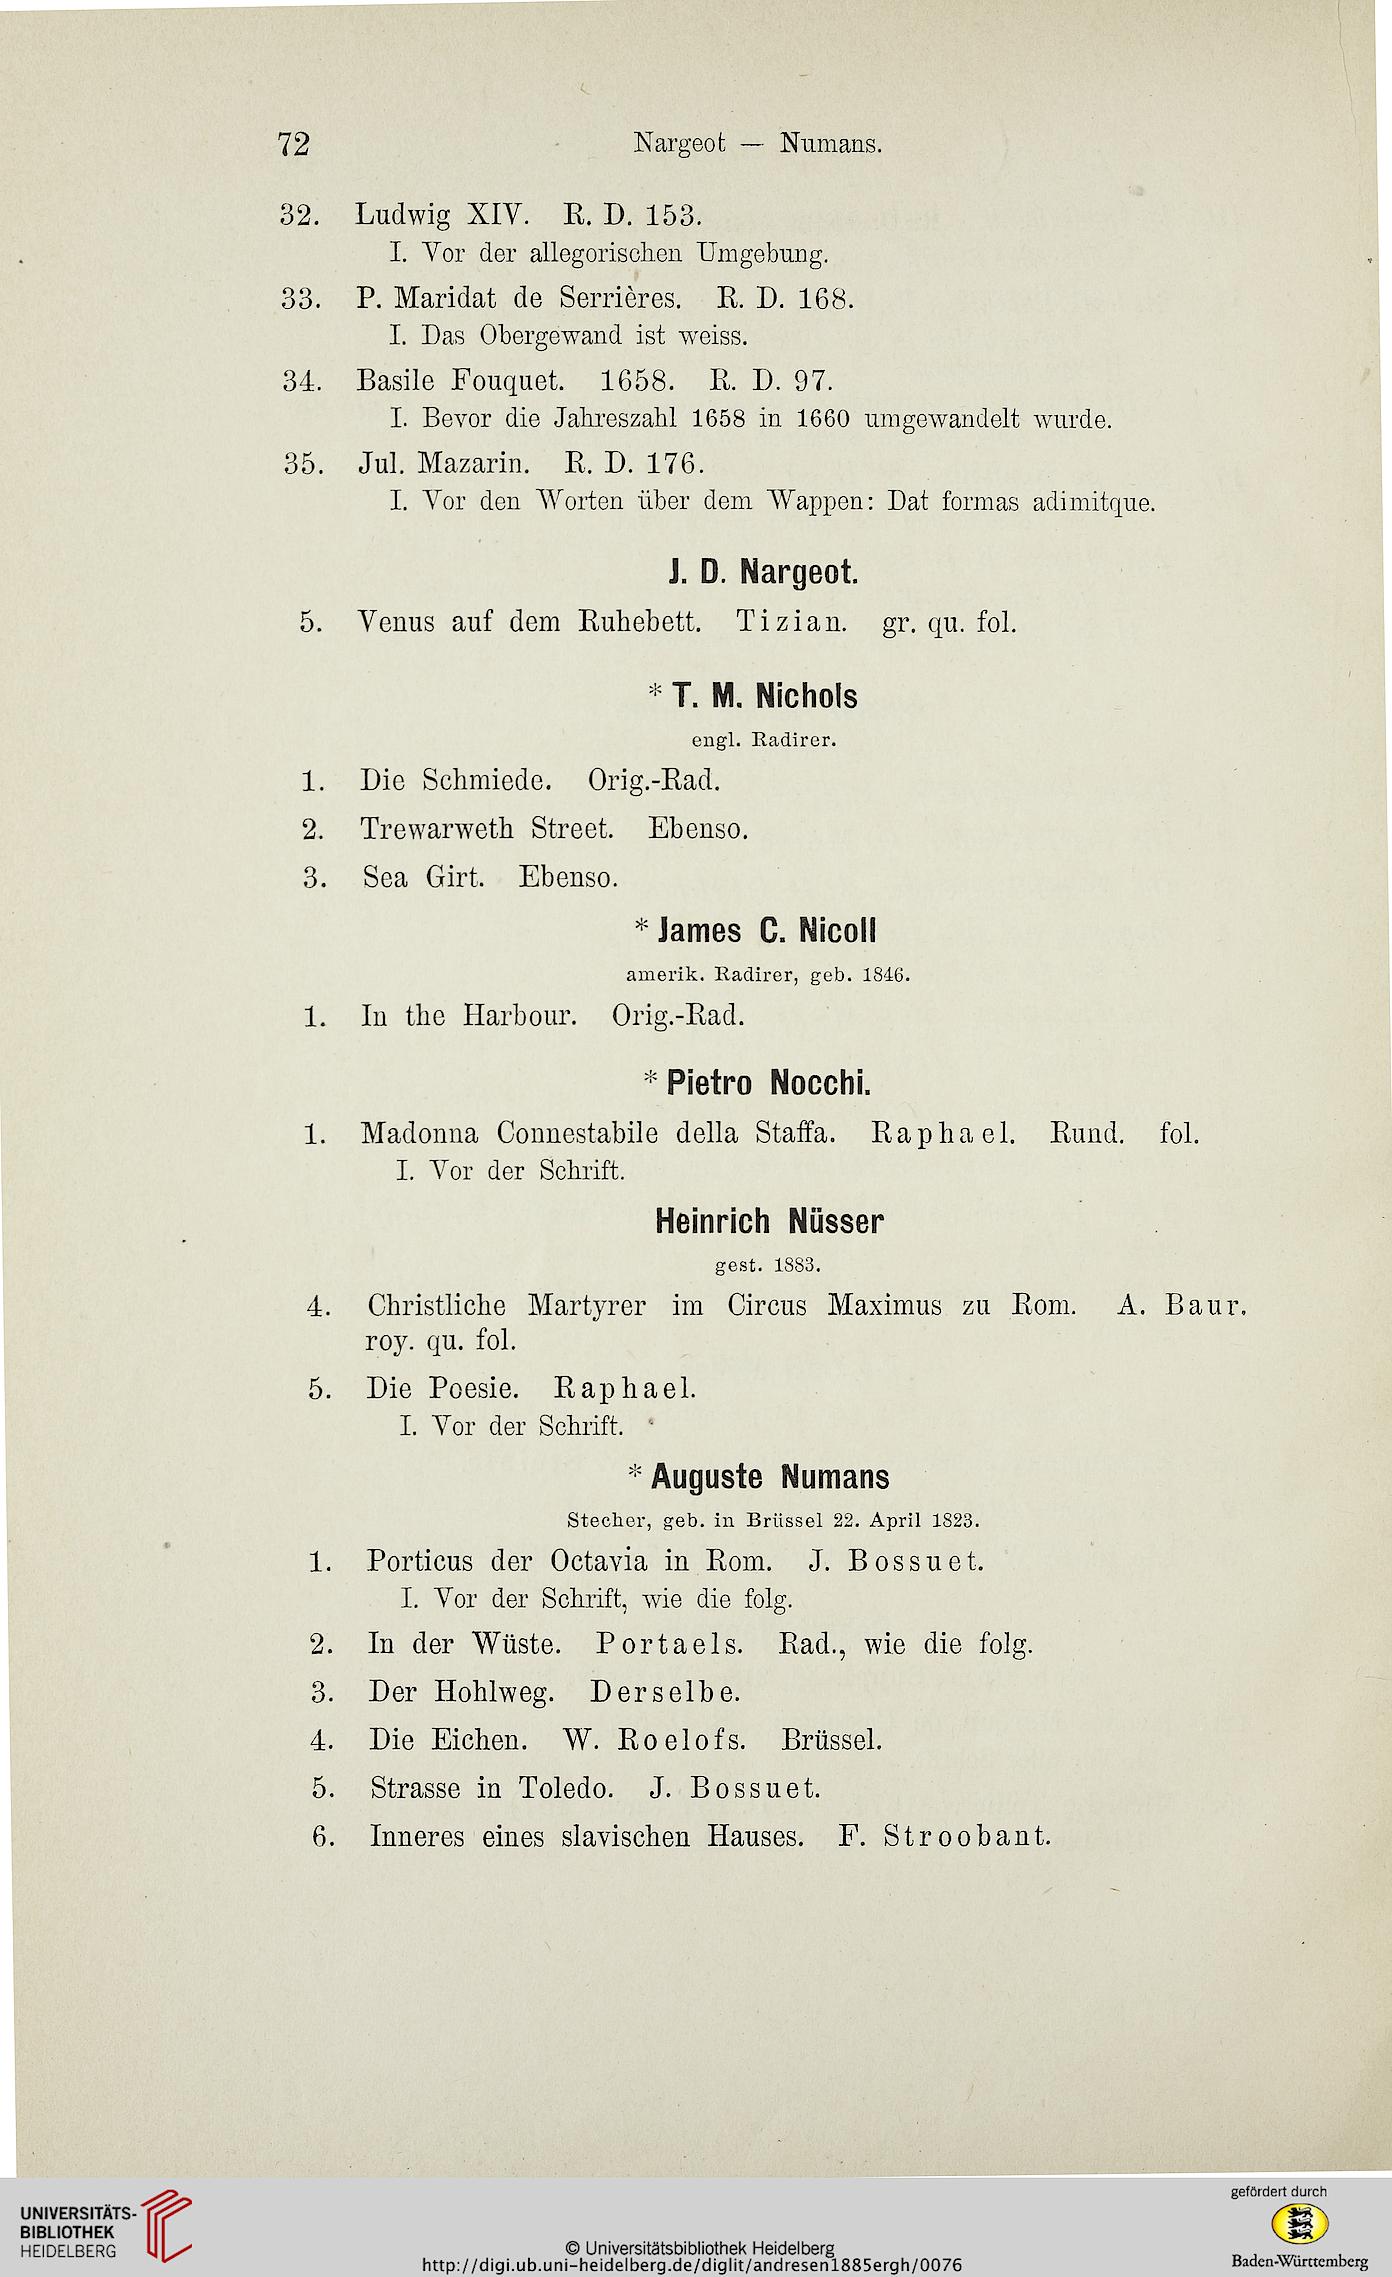 72
Nargeot — Numans.
32. Ludwig XIV. R. D. 153.
I. Vor der allegorischen Umgebung.
33. P. Maridat de Serrières. R. D. 168.
I. Das Obergewand ist weiss.
34. Basile Fouquet. 1658. R. D. 97.
I. Bevor die Jahreszahl 1658 in 1660 umgewandelt wurde.
35. Jul. Mazarin. R. D. 176.
I. Vor den Worten über dem Wappen: Dat formas adimitque.
J. D. Nargeot.
5. Venus auf dem Ruhebett. Tizian. gr. qu. fol.
* T. M. Nichols
engl. Radirer.
1. Die Schmiede. Orig.-Rad.
2. Trewarweth Street. Ebenso.
3. Sea Girt. Ebenso.
* James C. Nicoll
amerik. Radirer, geb. 1846.
1. In the Harbour. Orig.-Rad.
* Pietro Nocchi.
1. Madonna Connestabile della Staffa. Raphael. Rund. fol.
I. Vor der Schrift.
Heinrich Nüsser
gest. 1883.
4. Christliche Martyrer im Circus Maximus zu Rom. A. Baur.
roy. qu. fol.
5. Die Poesie. Raphael.
I. Vor der Schrift.
* Auguste Numans
Stecher, geb. in Brüssel 22. April 1823.
1. Porticus der Octavia in Rom. J. Bossuet.
I. Vor der Schrift, wie die folg.
2. In der Wüste. Portaels. Rad., wie die folg.
3. Der Hohlweg. Derselbe.
4. Die Eichen. W. Roelofs. Brüssel.
5. Strasse in Toledo. J. Bossuet.
6. Inneres eines slavischen Hauses. F. Stroobant.
UNIVERSITÄTS-
BIBLIOTHEK
HEIDELBERG
© Universitätsbibliothek Heidelberg
http://digi.ub.uni-heidelberg.de/diglit/andresen1885ergh/0076
gefördert durch
Baden-Württemberg